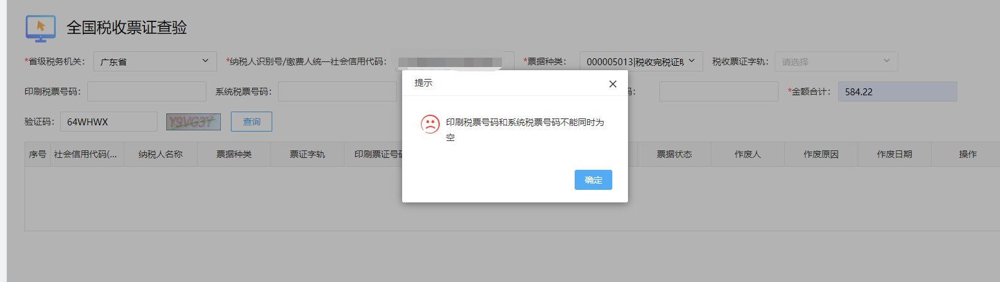 全国税收票证查验
*省级税务机关： 广东省 *纳税人识别号/缴费人统一社会信用代码： *票据种类： 000005013|税收完税证明 税收票证字轨： 请选择
印刷税票号码： 系统税票号码： 码： *金额合计： 584.22
验证码： 64WHWX Y9VG3Y 查询
提示
印刷税票号码和系统税票号码不能同时为
空
确定
序号 社会信用代码(... 纳税人名称 票据种类 票证字轨 印刷票证号码 票据状态 作废人 作废原因 作废日期 操作